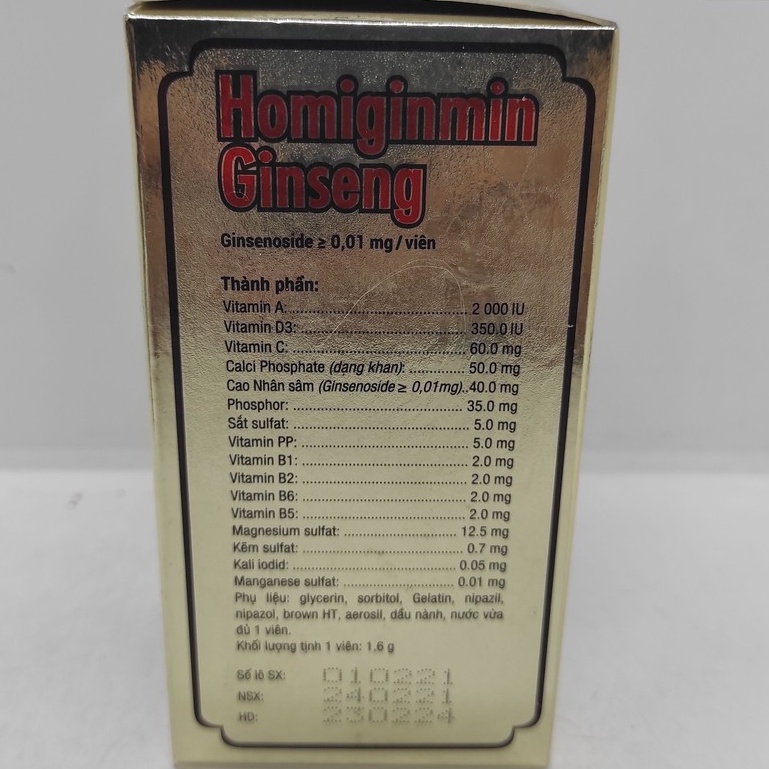 Homiginmin
Ginseng
Ginsenoside ≥ 0,01 mg/viên
Thành phần:
Vitamin A:.......................................... 2 000 IU
Vitamin D3:........................................ 350.0 IU
Vitamin C:.......................................... 60.0 mg
Calci Phosphate (dạng khan): ............. 50.0 mg
Cao Nhân sâm (Ginsenoside ≥ 0,01mg)..40.0 mg
Phosphor: .......................................... 35.0 mg
Sắt sulfat: .......................................... 5.0 mg
Vitamin PP: ........................................ 5.0 mg
Vitamin B1: ........................................ 2.0 mg
Vitamin B2: ........................................ 2.0 mg
Vitamin B6: ........................................ 2.0 mg
Vitamin B5: ........................................ 2.0 mg
Magnesium sulfat: ............................ 12.5 mg
Kẽm sulfat: ........................................ 0.7 mg
Kali iodid: .......................................... 0.05 mg
Manganese sulfat: ............................ 0.01 mg
Phụ liệu: glycerin, sorbitol, Gelatin, nipazil,
nipazol, brown HT, aerosil, dầu nành, nước vừa
đủ 1 viên.
Khối lượng tịnh 1 viên: 1,6 g
Số lô SX: 010221
NSX: 240221
HD: 230224